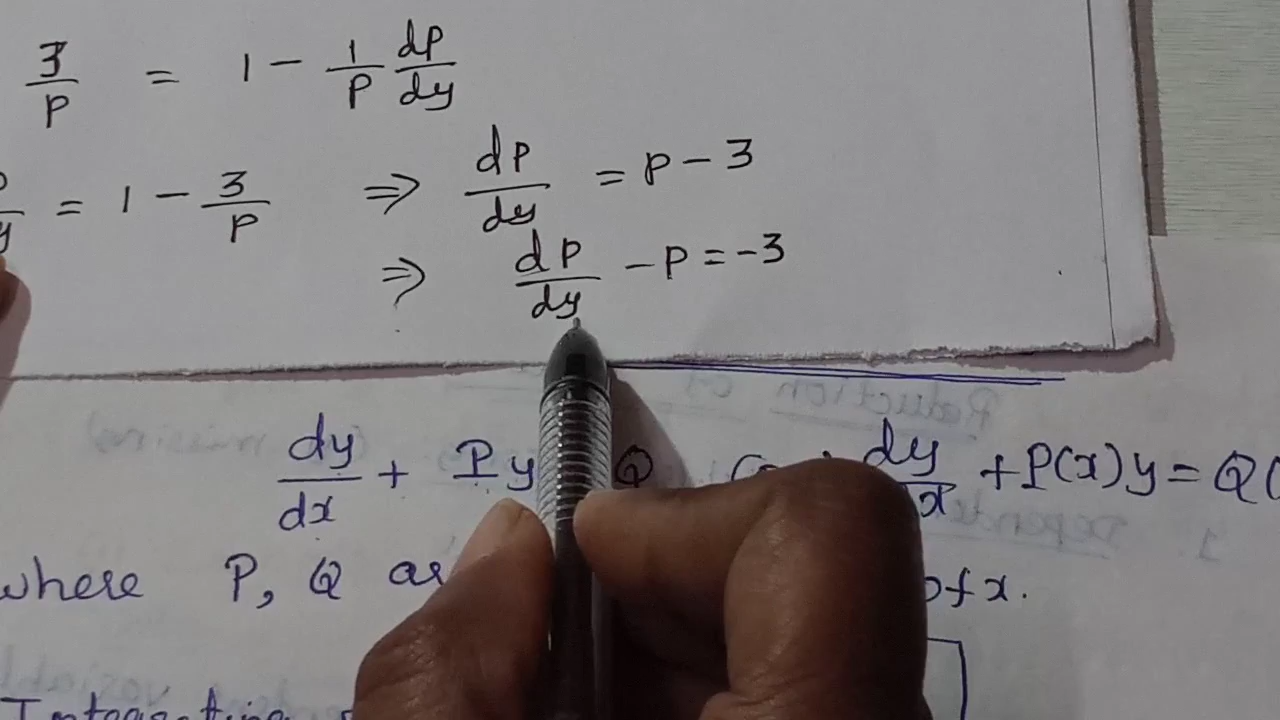 3/p = 1 - 1/p dp/dy
= 1 - 3/p ⇒ dp/dy = p - 3
⇒ dp/dy - p = -3
dy/dx + Py Q dy + P(x)y = Q(
where P, Q of x.